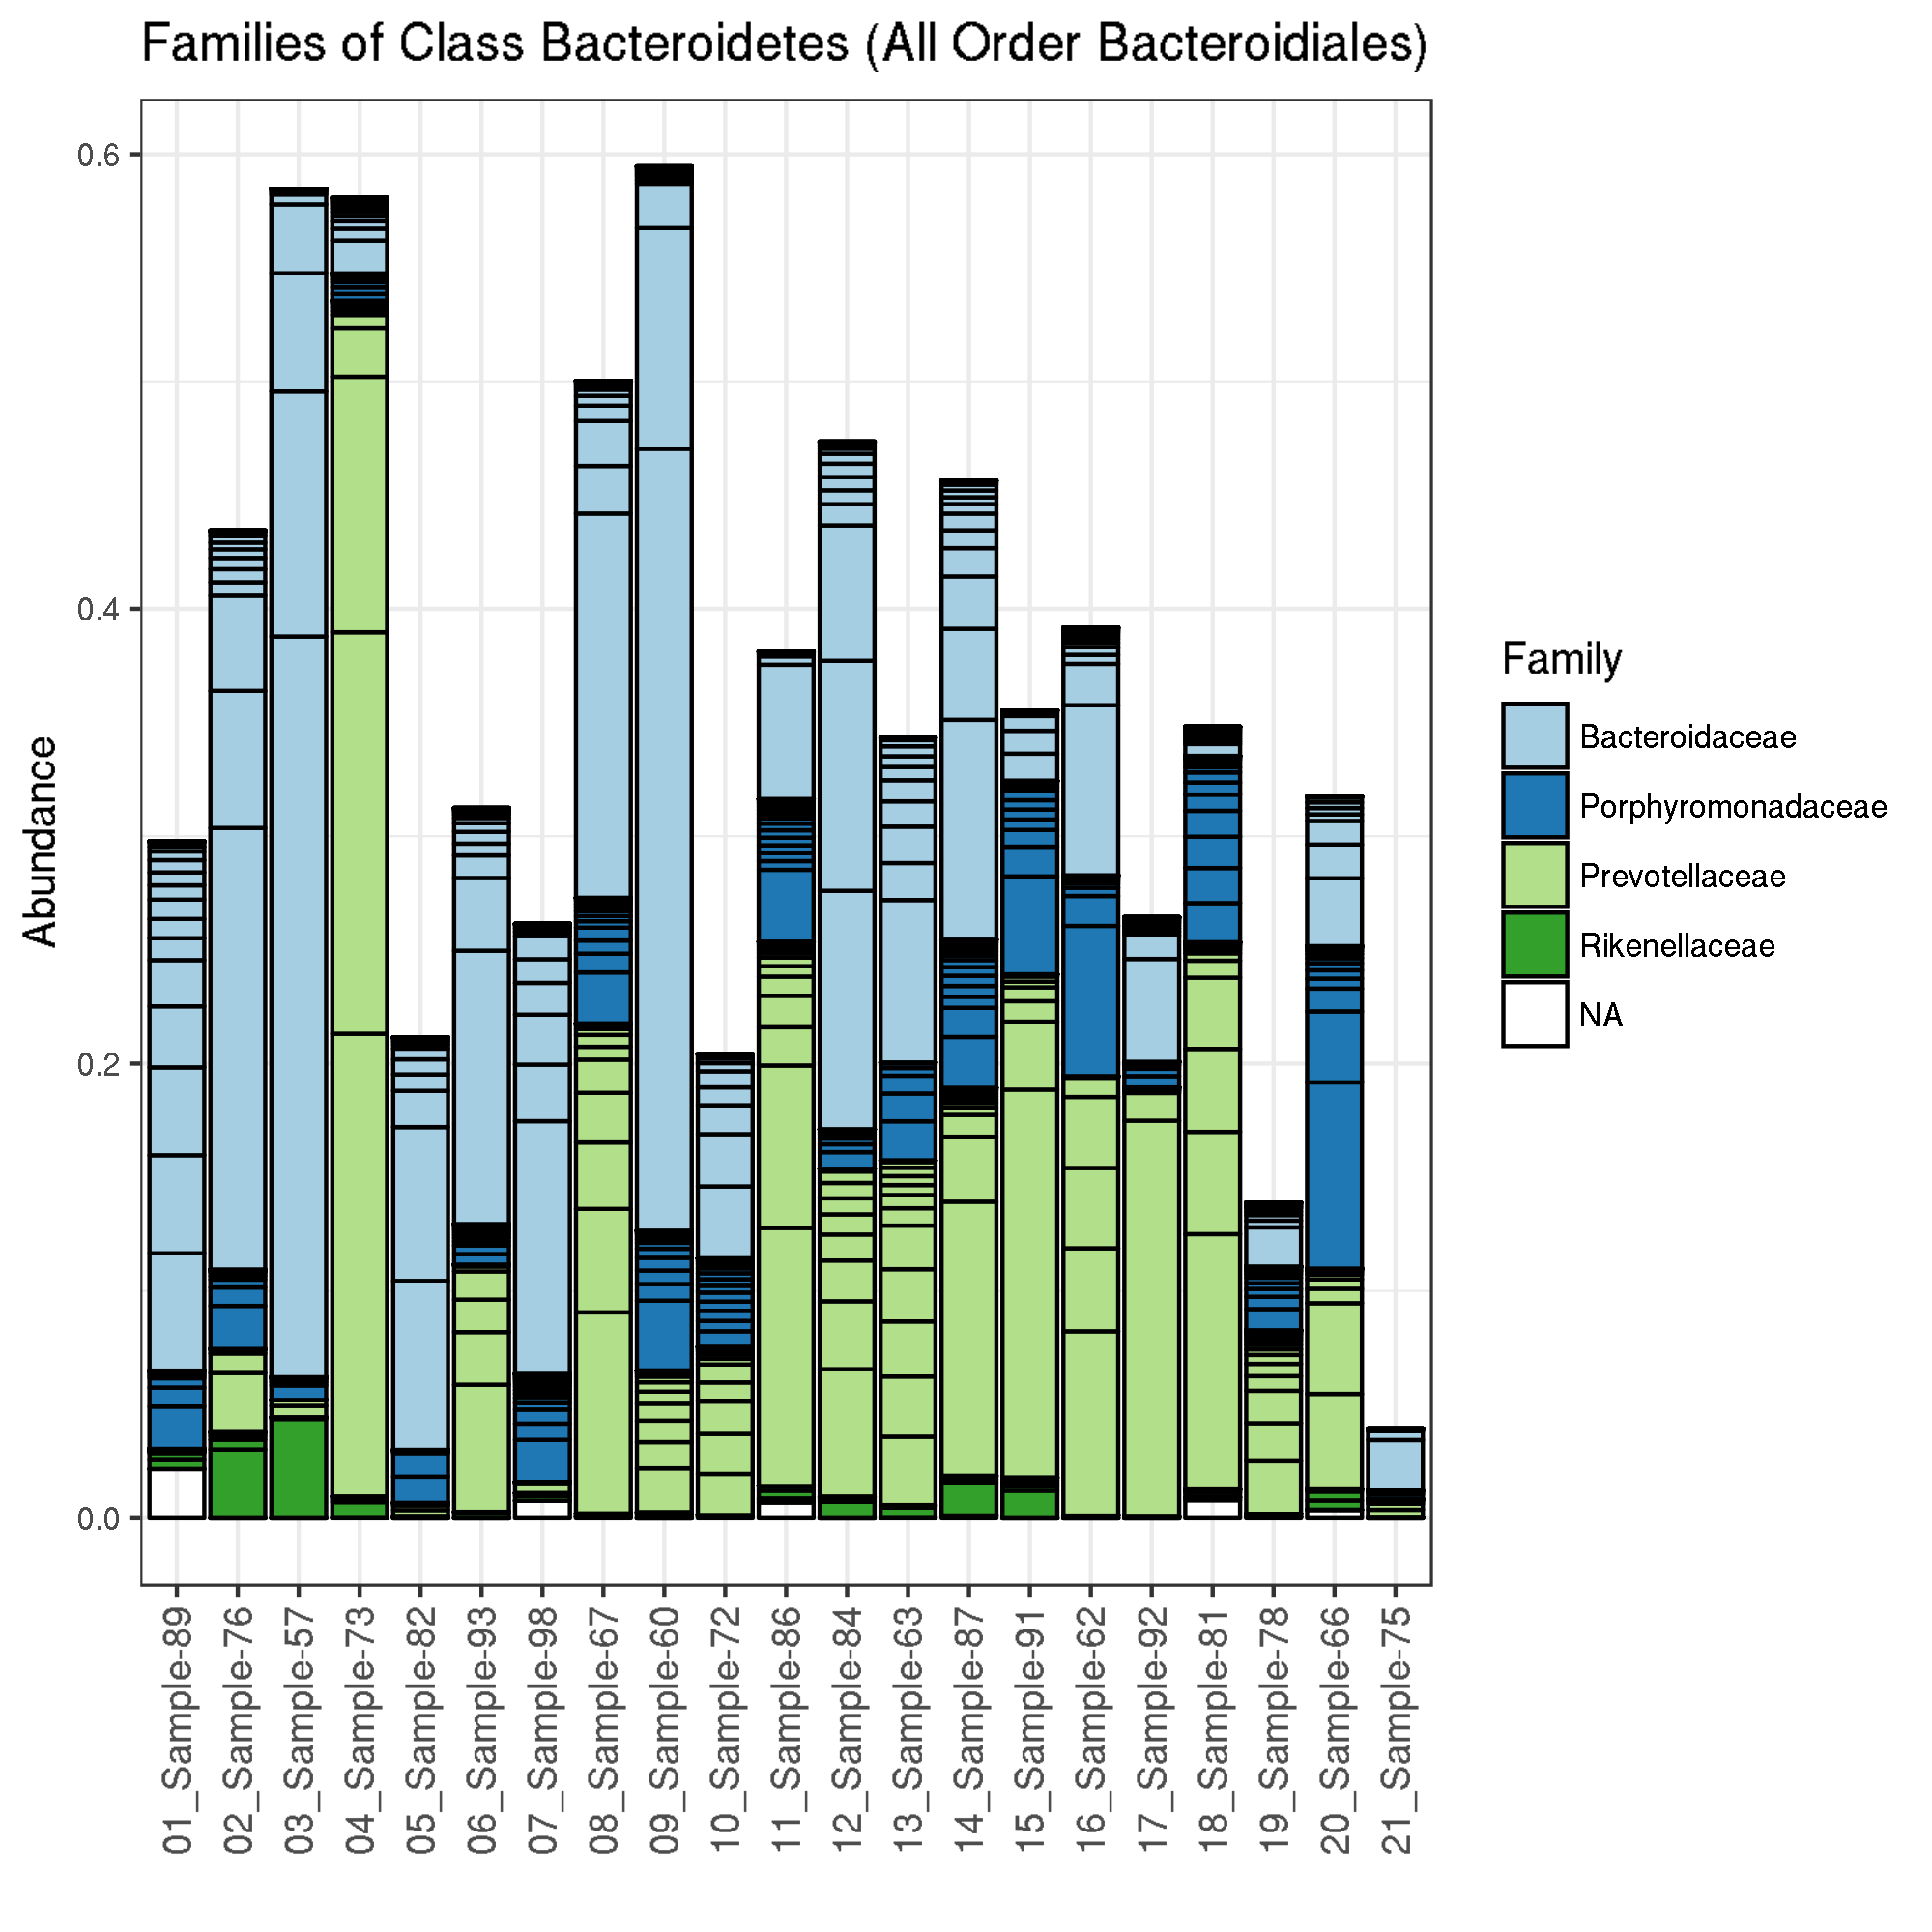 Families of Class Bacteroidetes (All Order Bacteroidiales)
Abundance
0.6
0.4
0.2
0.0
01_Sample-89
02_Sample-76
03_Sample-57
04_Sample-73
05_Sample-82
06_Sample-93
07_Sample-98
08_Sample-67
09_Sample-60
10_Sample-72
11_Sample-86
12_Sample-84
13_Sample-63
14_Sample-87
15_Sample-91
16_Sample-62
17_Sample-92
18_Sample-81
19_Sample-78
20_Sample-66
21_Sample-75
Family
Bacteroidaceae
Porphyromonadaceae
Prevotellaceae
Rikenellaceae
NA